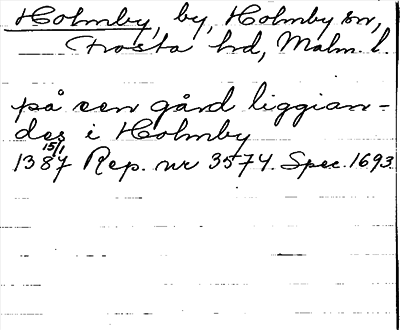 Holmby, by, Holmby sn,
Frosta hd, Malm. l.
på een gård liggian-
des i Holmby
15/1
1387 Rep. nr 3574. Spec. 1693